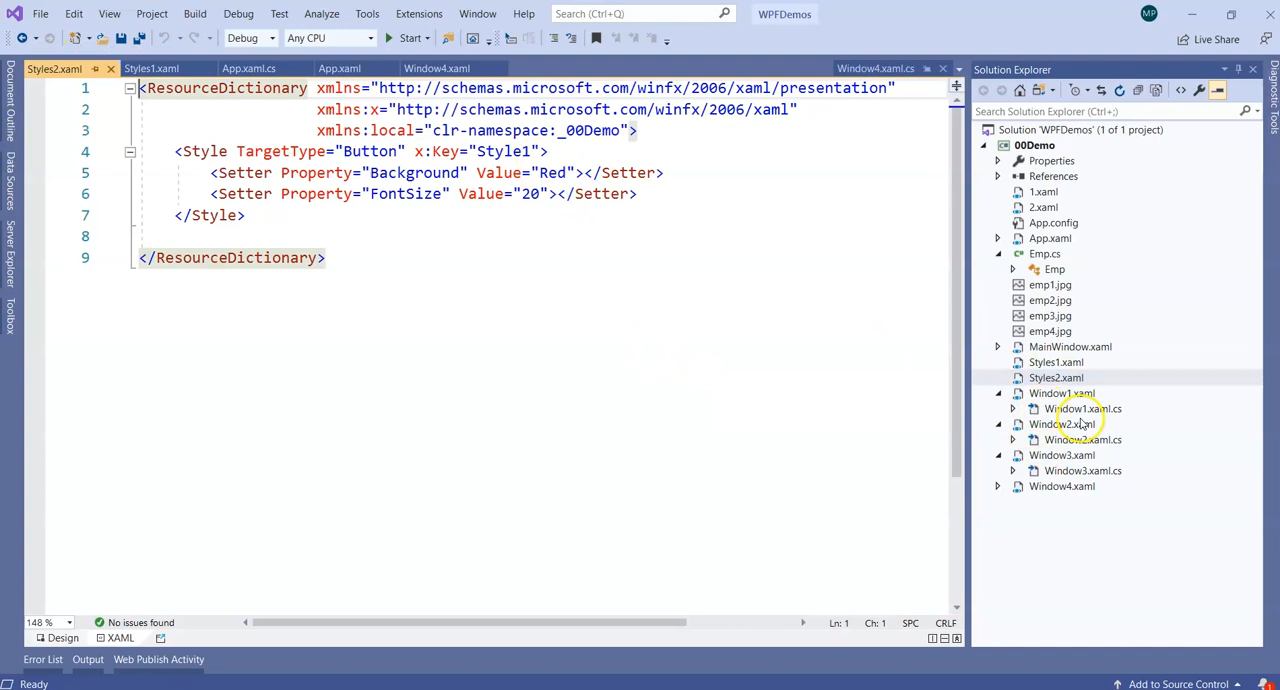 File Edit View Project Build Debug Test Analyze Tools Extensions Window Help Search (Ctrl+Q) WPFDemos MP
Debug Any CPU Start Live Share
Styles2.xaml Styles1.xaml App.xaml.cs App.xaml Window4.xaml Window4.xaml.cs
1 <ResourceDictionary xmlns="http://schemas.microsoft.com/winfx/2006/xaml/presentation"
2 xmlns:x="http://schemas.microsoft.com/winfx/2006/xaml"
3 xmlns:local="clr-namespace:_00Demo">
4 <Style TargetType="Button" x:Key="Style1">
5 <Setter Property="Background" Value="Red"></Setter>
6 <Setter Property="FontSize" Value="20"></Setter>
7 </Style>
8
9 </ResourceDictionary>
148 % No issues found Ln: 1 Ch: 1 SPC CRLF
Design XAML
Error List Output Web Publish Activity
Ready Add to Source Control 1
Document Outline
Data Sources
Server Explorer
Toolbox
Solution Explorer
Search Solution Explorer (Ctrl+;)
Solution 'WPFDemos' (1 of 1 project)
00Demo
Properties
References
1.xaml
2.xaml
App.config
App.xaml
Emp.cs
Emp
emp1.jpg
emp2.jpg
emp3.jpg
emp4.jpg
MainWindow.xaml
Styles1.xaml
Styles2.xaml
Window1.xaml
Window1.xaml.cs
Window2.xaml
Window2.xaml.cs
Window3.xaml
Window3.xaml.cs
Window4.xaml
Diagnostic Tools